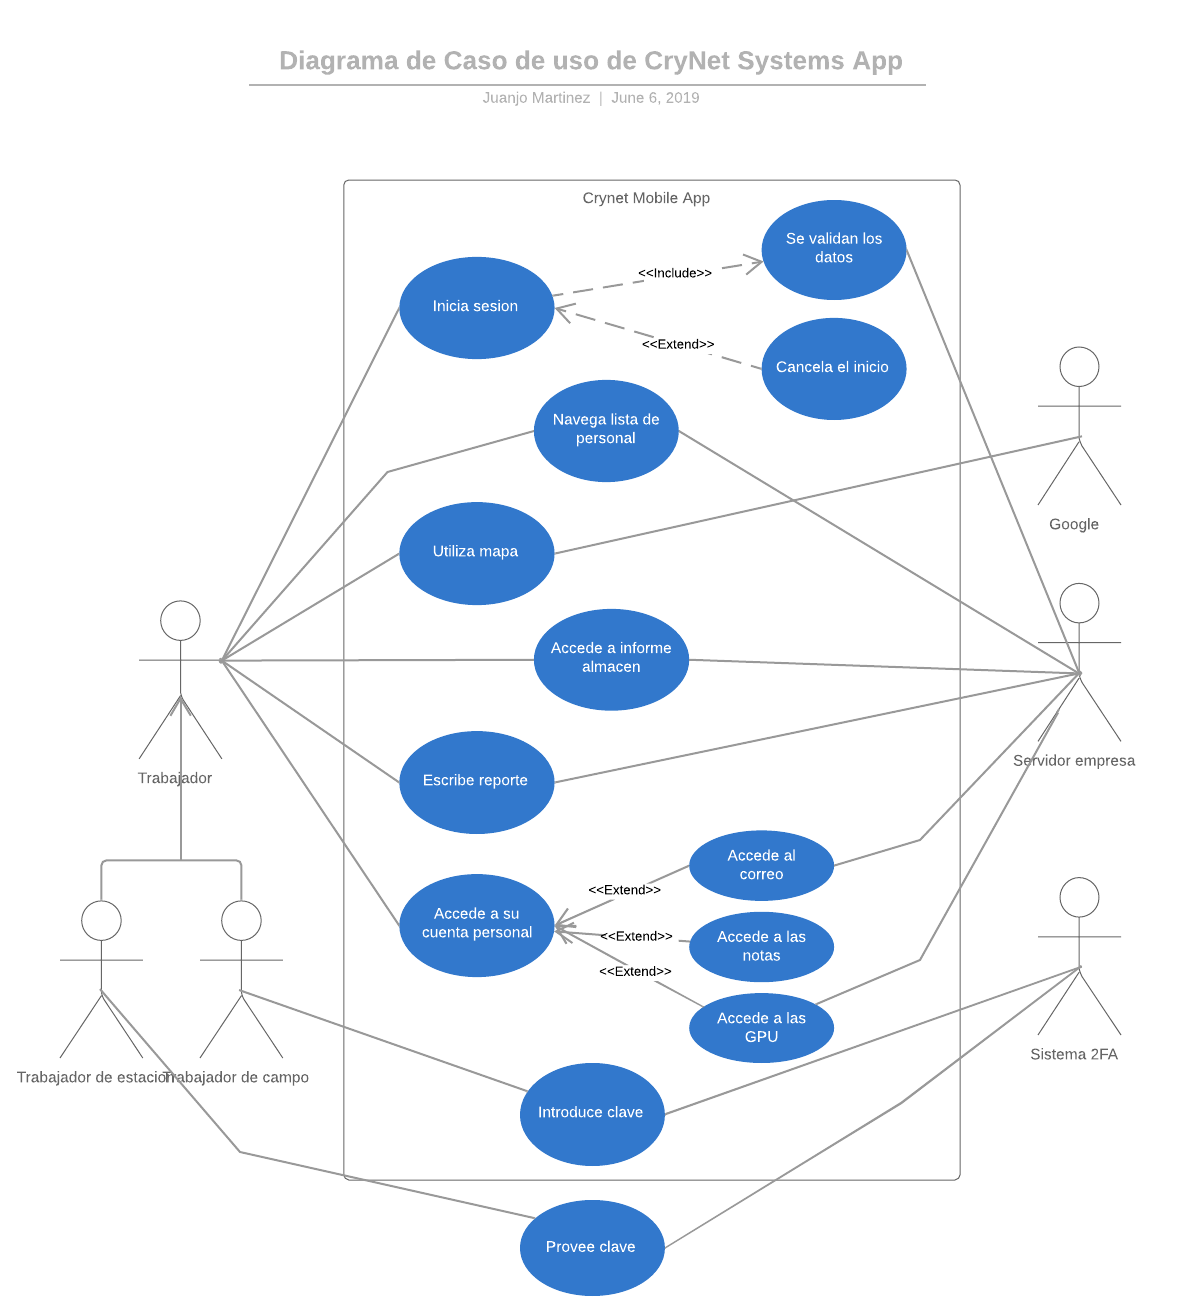 Diagrama de Caso de uso de CryNet Systems App
Juanjo Martinez | June 6, 2019
Crynet Mobile App
Se validan los
datos
<<Include>>
Inicia sesion
<<Extend>>
Cancela el inicio
Navega lista de
personal
Google
Utiliza mapa
Accede a informe
almacen
Servidor empresa
Trabajador
Escribe reporte
Accede al
correo
<<Extend>>
Accede a su
cuenta personal
<<Extend>>
Accede a las
notas
<<Extend>>
Accede a las
GPU
Sistema 2FA
Trabajador de estacion
Trabajador de campo
Introduce clave
Provee clave